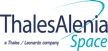 ThalesAlenia
a Thales / Leonardo company
Space